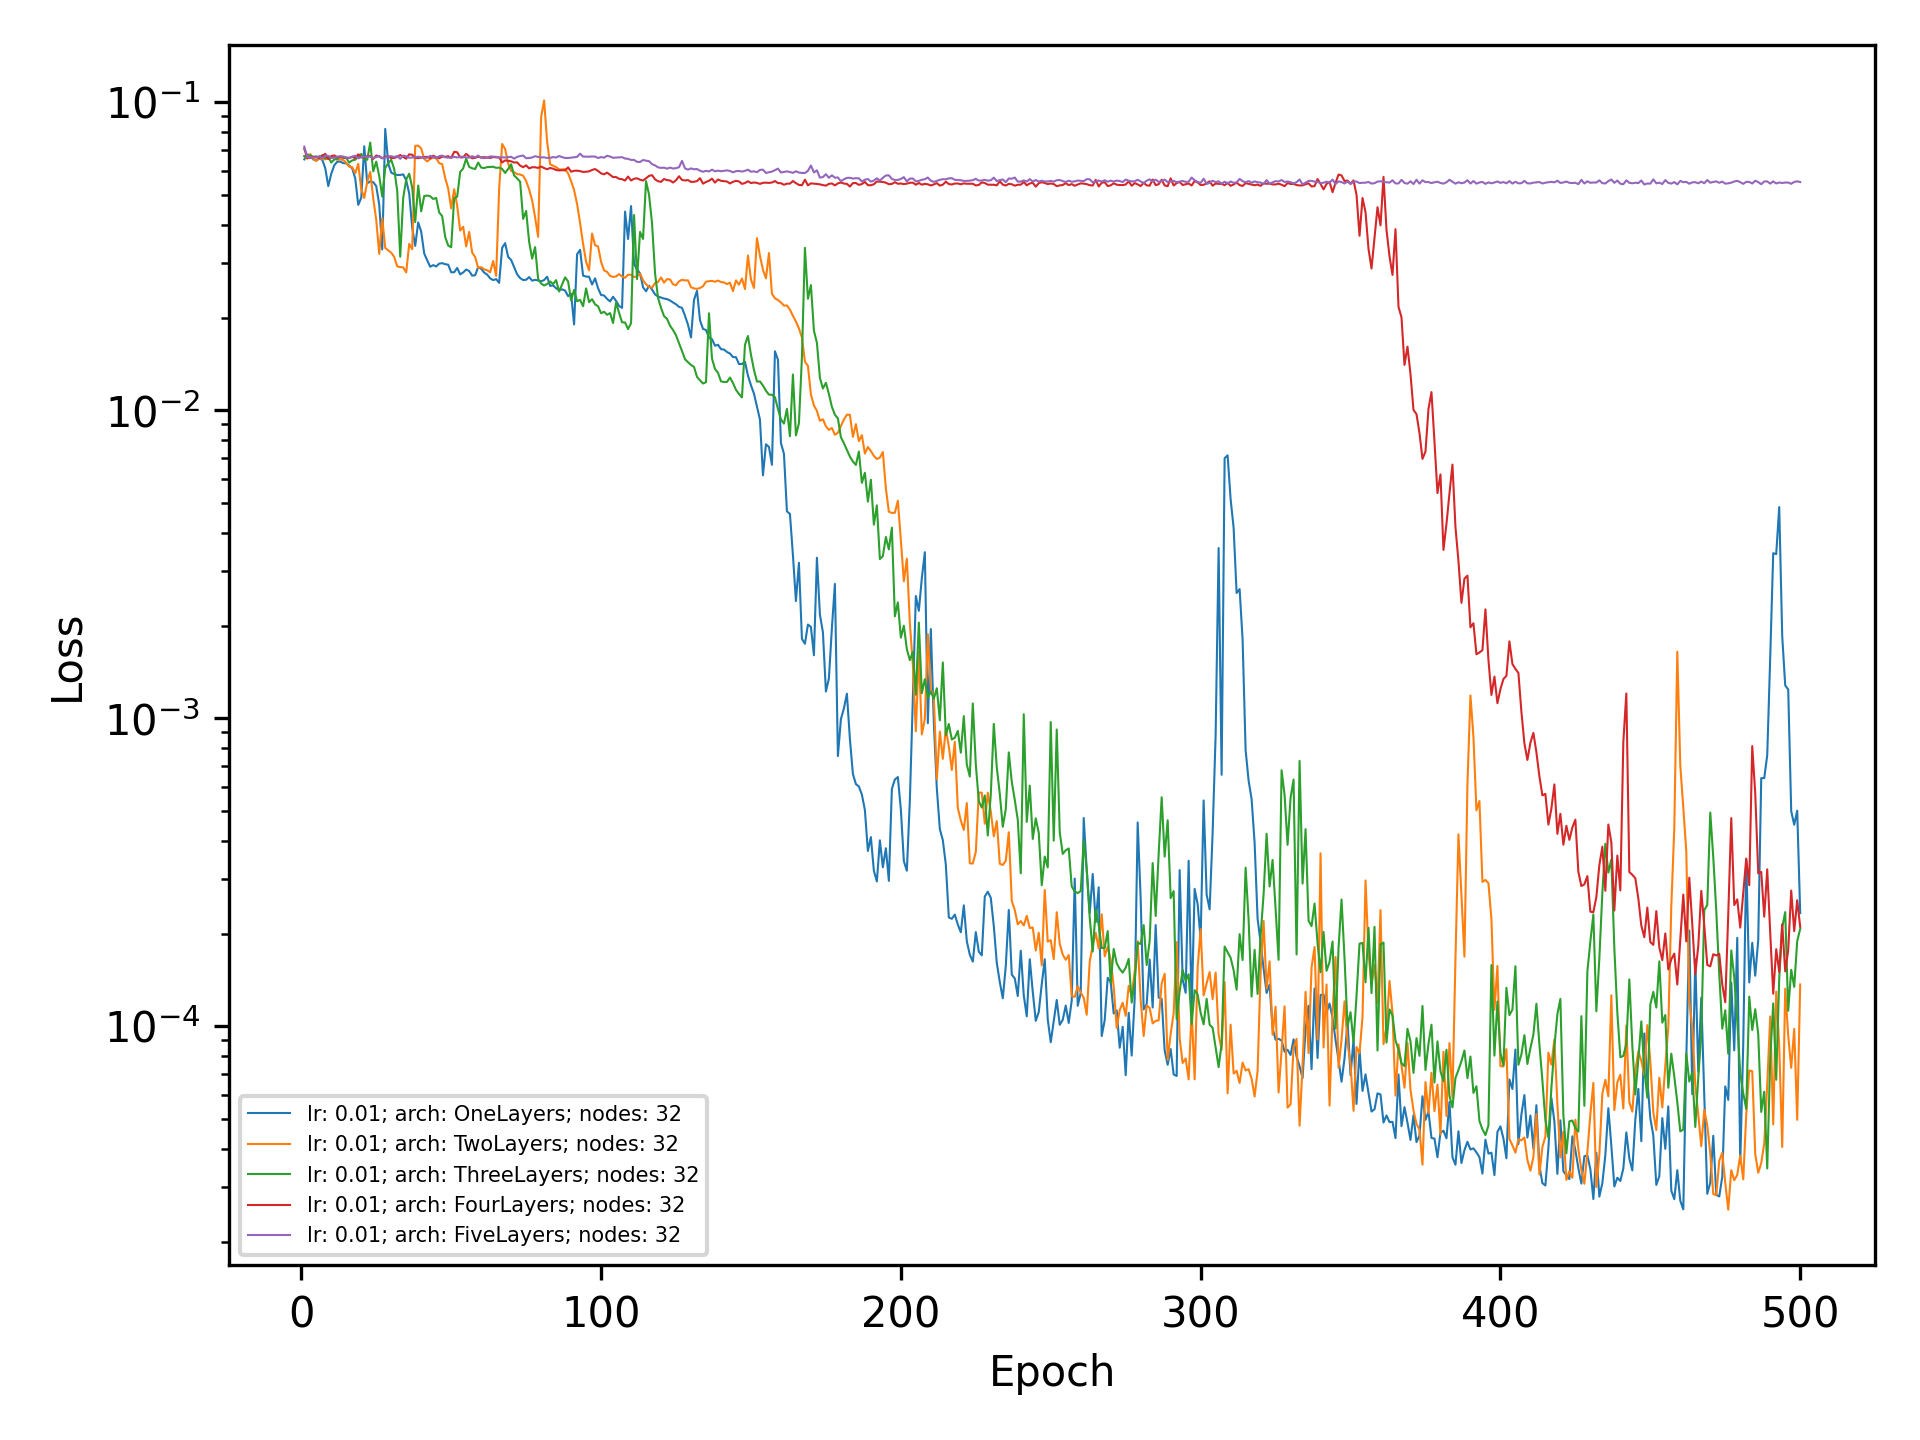 10⁻¹
10⁻²
10⁻³
10⁻⁴
Loss
lr: 0.01; arch: OneLayers; nodes: 32
lr: 0.01; arch: TwoLayers; nodes: 32
lr: 0.01; arch: ThreeLayers; nodes: 32
lr: 0.01; arch: FourLayers; nodes: 32
lr: 0.01; arch: FiveLayers; nodes: 32
0 100 200 300 400 500
Epoch